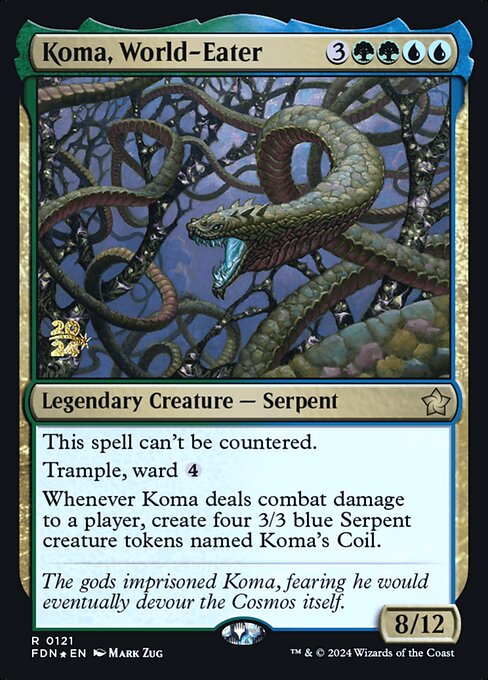 Koma, World-Eater 3
2024
Legendary Creature — Serpent
This spell can't be countered.
Trample, ward 4
Whenever Koma deals combat damage
to a player, create four 3/3 blue Serpent
creature tokens named Koma's Coil.
The gods imprisoned Koma, fearing he would
eventually devour the Cosmos itself.
8/12
R 0121
FDN★EN Mark Zug
™ & © 2024 Wizards of the Coast